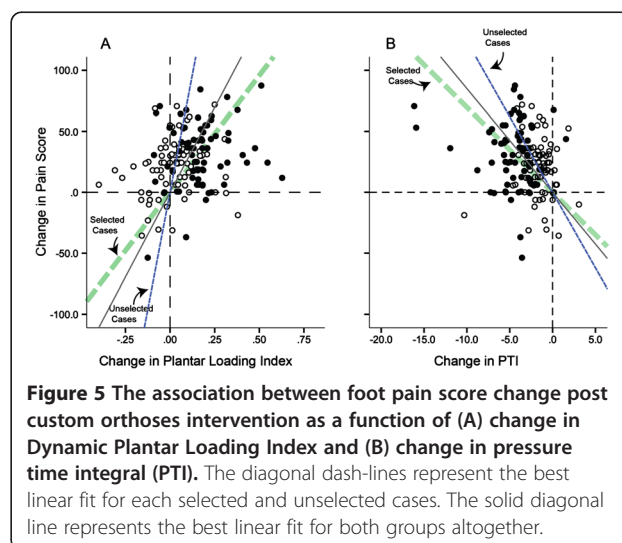 A
B
Unselected
Cases
Selected
Cases
100.0
50.0
.0
-50.0
-100.0
Change in Pain Score
Selected
Cases
Unselected
Cases
-.25
.00
.25
.50
.75
Change in Plantar Loading Index
-20.0
-15.0
-10.0
-5.0
0.0
5.0
Change in PTI
Figure 5 The association between foot pain score change post
custom orthoses intervention as a function of (A) change in
Dynamic Plantar Loading Index and (B) change in pressure
time integral (PTI). The diagonal dash-lines represent the best
linear fit for each selected and unselected cases. The solid diagonal
line represents the best linear fit for both groups altogether.